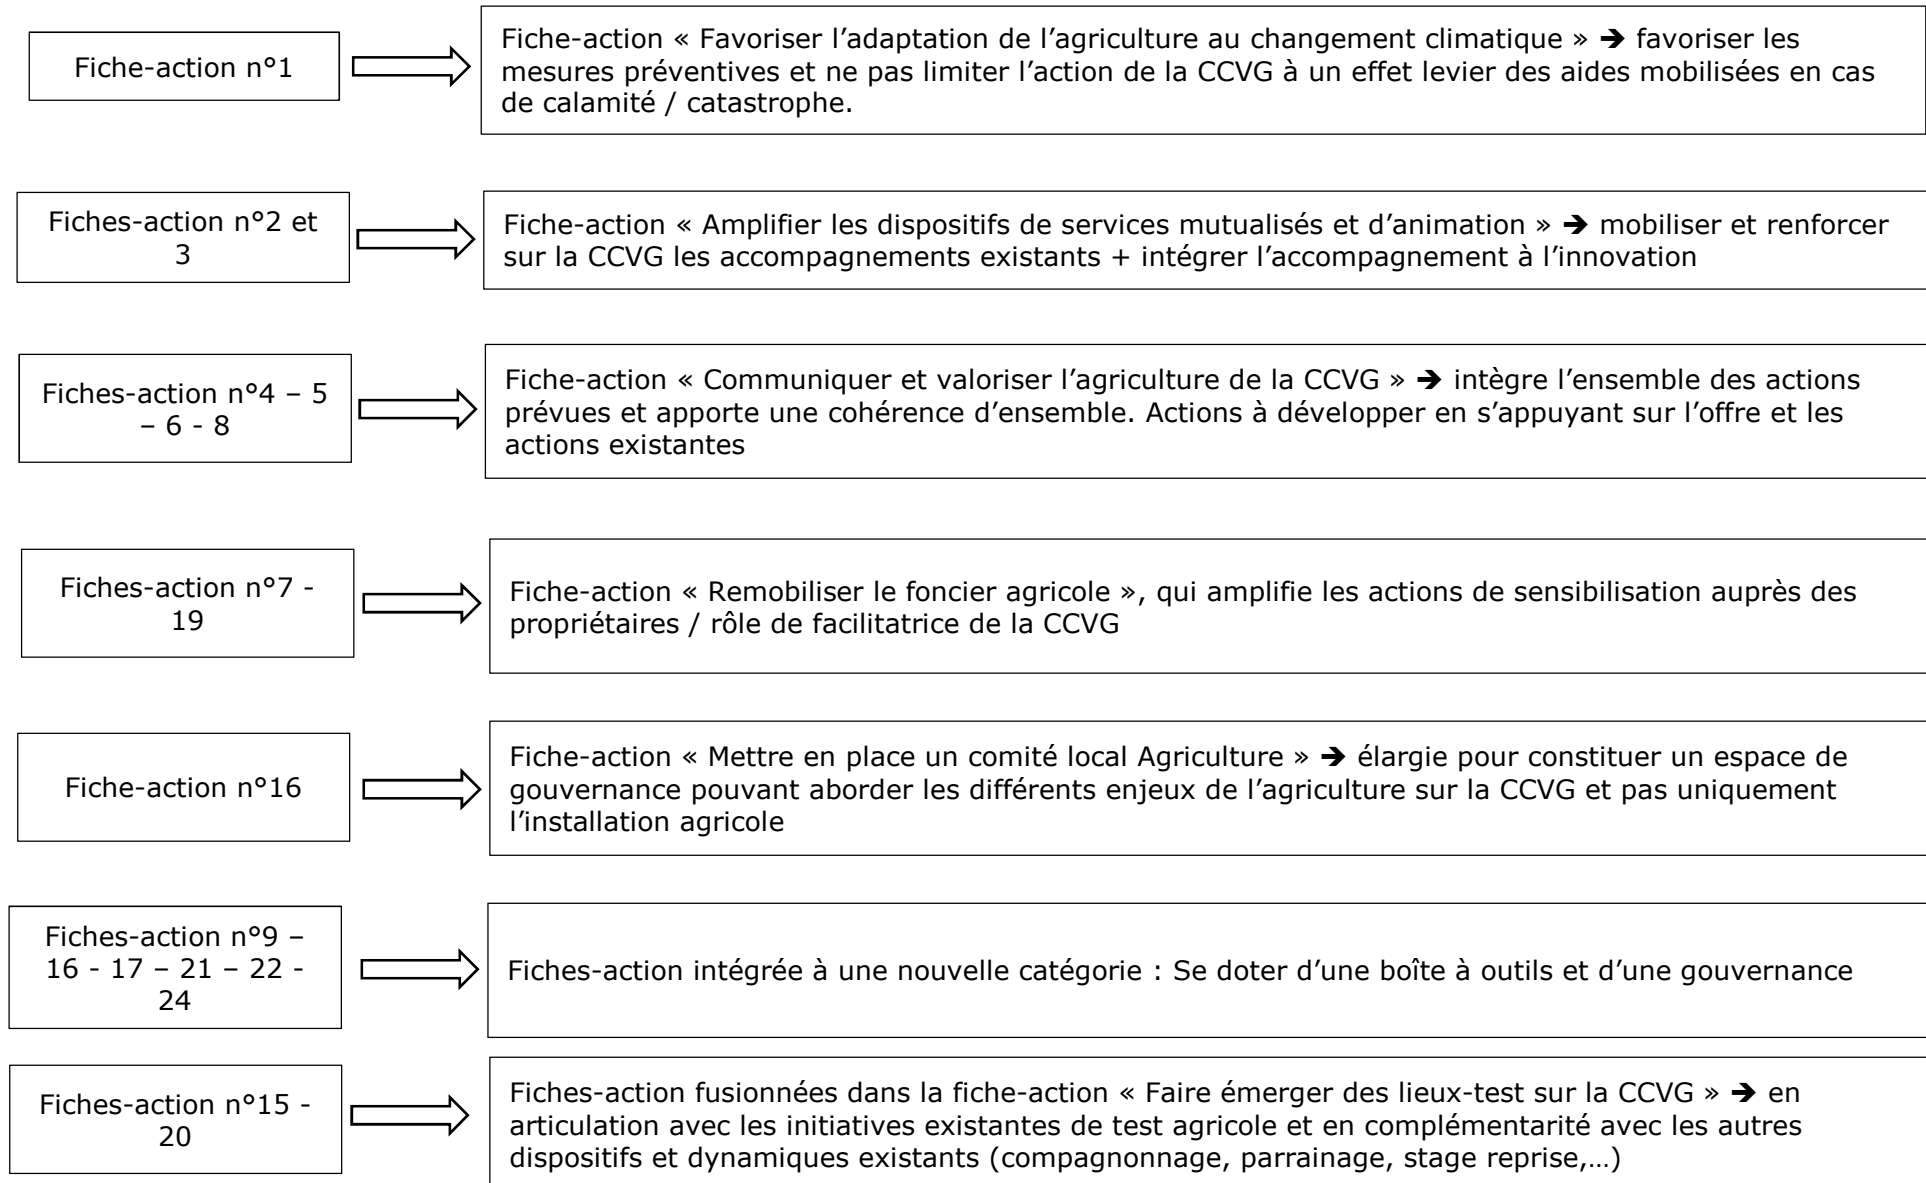 Fiche-action n°1
Fiche-action « Favoriser l’adaptation de l’agriculture au changement climatique » ➔ favoriser les
mesures préventives et ne pas limiter l’action de la CCVG à un effet levier des aides mobilisées en cas
de calamité / catastrophe.
Fiches-action n°2 et
3
Fiche-action « Amplifier les dispositifs de services mutualisés et d’animation » ➔ mobiliser et renforcer
sur la CCVG les accompagnements existants + intégrer l’accompagnement à l’innovation
Fiches-action n°4 – 5
– 6 - 8
Fiche-action « Communiquer et valoriser l’agriculture de la CCVG » ➔ intègre l’ensemble des actions
prévues et apporte une cohérence d’ensemble. Actions à développer en s’appuyant sur l’offre et les
actions existantes
Fiches-action n°7 -
19
Fiche-action « Remobiliser le foncier agricole », qui amplifie les actions de sensibilisation auprès des
propriétaires / rôle de facilitatrice de la CCVG
Fiche-action n°16
Fiche-action « Mettre en place un comité local Agriculture » ➔ élargie pour constituer un espace de
gouvernance pouvant aborder les différents enjeux de l’agriculture sur la CCVG et pas uniquement
l’installation agricole
Fiches-action n°9 –
16 - 17 – 21 – 22 -
24
Fiches-action intégrée à une nouvelle catégorie : Se doter d’une boîte à outils et d’une gouvernance
Fiches-action n°15 -
20
Fiches-action fusionnées dans la fiche-action « Faire émerger des lieux-test sur la CCVG » ➔ en
articulation avec les initiatives existantes de test agricole et en complémentarité avec les autres
dispositifs et dynamiques existants (compagnonnage, parrainage, stage reprise,…)